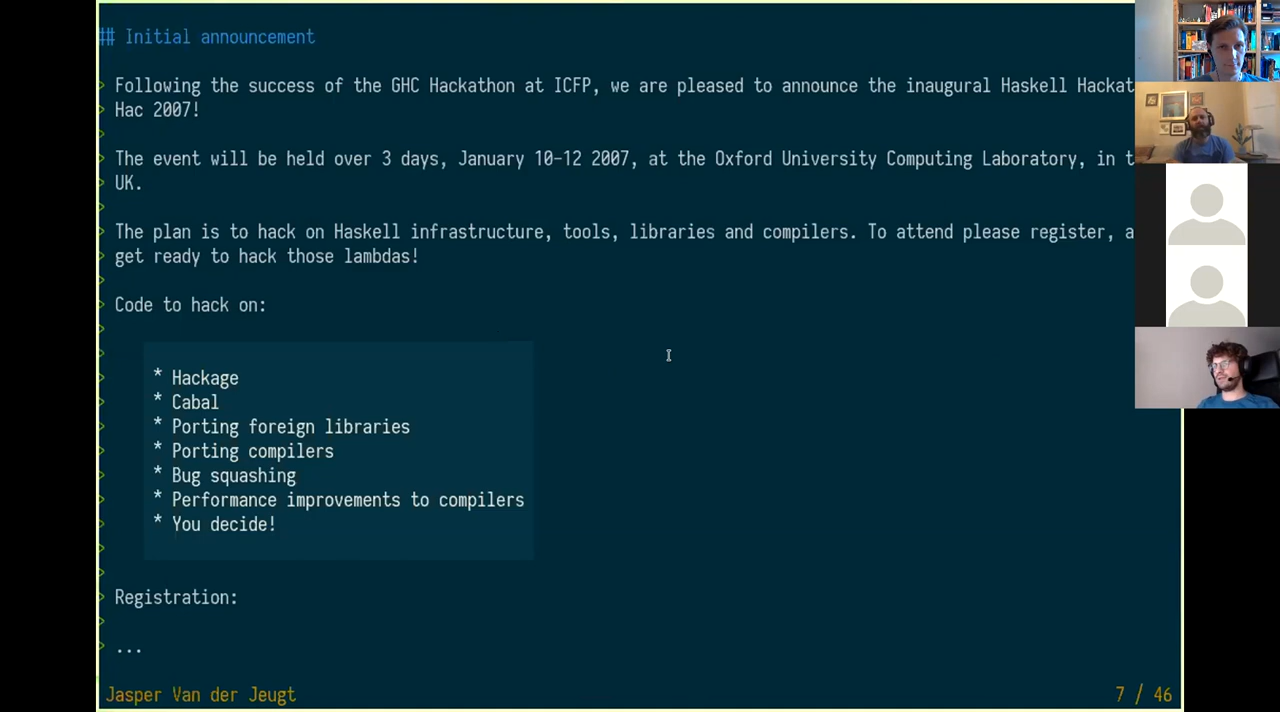 ## Initial announcement
> Following the success of the GHC Hackathon at ICFP, we are pleased to announce the inaugural Haskell Hackat
> Hac 2007!
>
> The event will be held over 3 days, January 10-12 2007, at the Oxford University Computing Laboratory, in t
> UK.
>
> The plan is to hack on Haskell infrastructure, tools, libraries and compilers. To attend please register, a
> get ready to hack those lambdas!
>
> Code to hack on:
>
>
> * Hackage
> * Cabal
> * Porting foreign libraries
> * Porting compilers
> * Bug squashing
> * Performance improvements to compilers
> * You decide!
>
>
> Registration:
>
> ...
Jasper Van der Jeugt 7 / 46